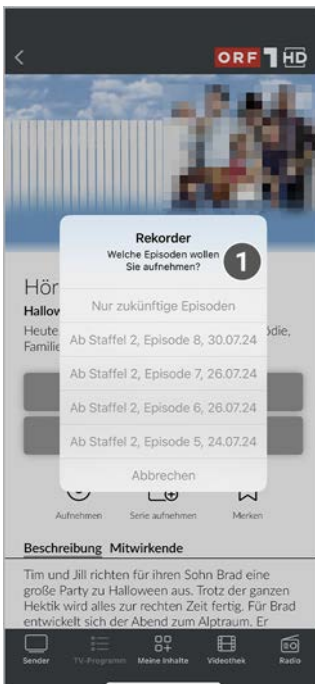 ORF 1 HD
Rekorder
Welche Episoden wollen
Sie aufnehmen?
1
Nur zukünftige Episoden
Ab Staffel 2, Episode 8, 30.07.24
Ab Staffel 2, Episode 7, 26.07.24
Ab Staffel 2, Episode 6, 26.07.24
Ab Staffel 2, Episode 5, 24.07.24
Abbrechen
Hör
Hallow
Heute
Familie
Aufnehmen Serie aufnehmen Merken
Beschreibung Mitwirkende
Tim und Jill richten für ihren Sohn Brad eine
große Party zu Halloween aus. Trotz der ganzen
Hektik wird alles zur rechten Zeit fertig. Für Brad
entwickelt sich der Abend zum Alptraum. Er
Sender TV-Programm Meine Inhalte Videothek Radio